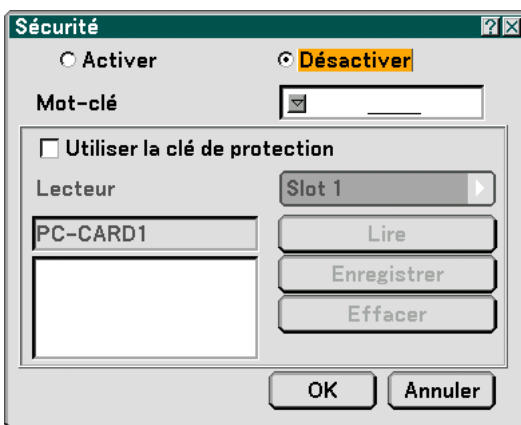 Sécurité
Activer Désactiver
Mot-clé
Utiliser la clé de protection
Lecteur Slot 1
PC-CARD1 Lire
Enregistrer
Effacer
OK Annuler